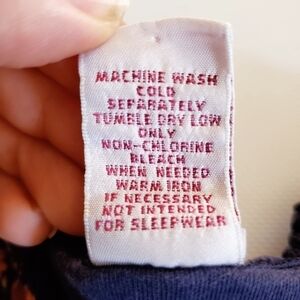 MACHINE WASH
COLD
SEPARATELY
TUMBLE DRY LOW
ONLY
NON-CHLORINE
BLEACH
WHEN NEEDED
WARM IRON
IF NECESSARY
NOT INTENDED
FOR SLEEPWEAR